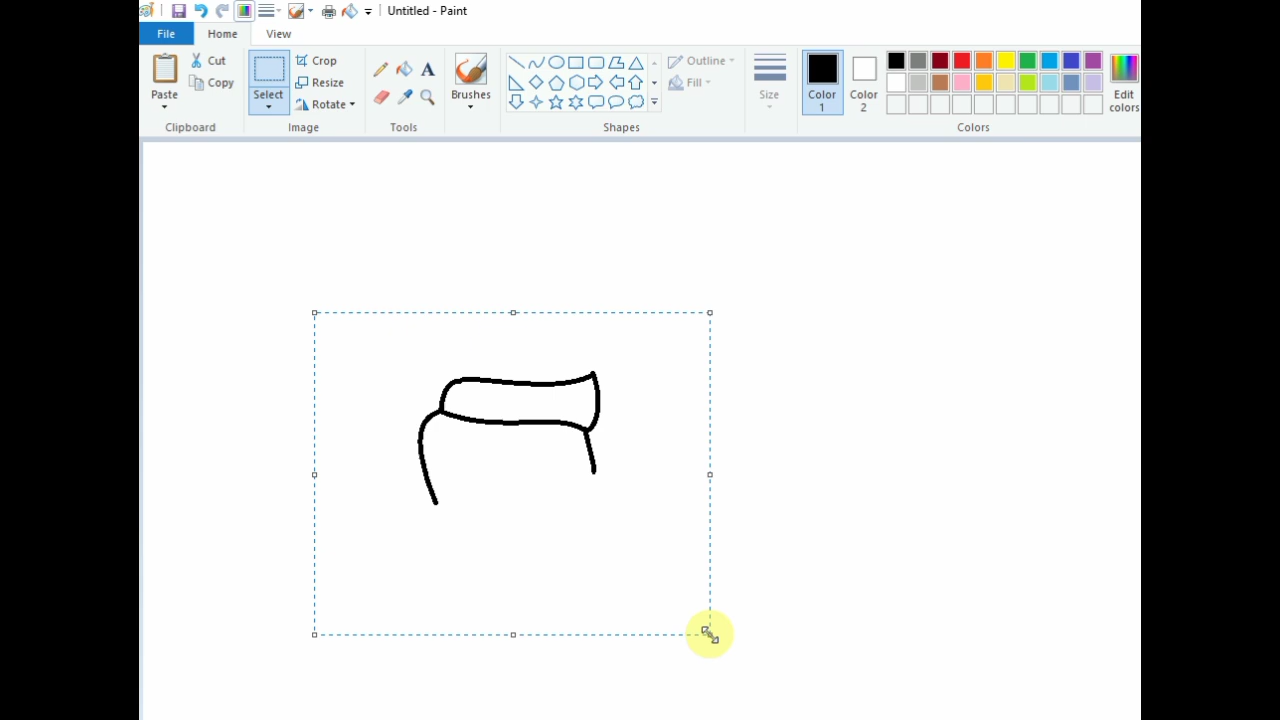 Untitled - Paint
File Home View
Paste
Cut
Copy
Clipboard
Select
Crop
Resize
Rotate
Image
A
Tools
Brushes
Outline
Fill
Shapes
Size
Color 1
Color 2
Edit colors
Colors